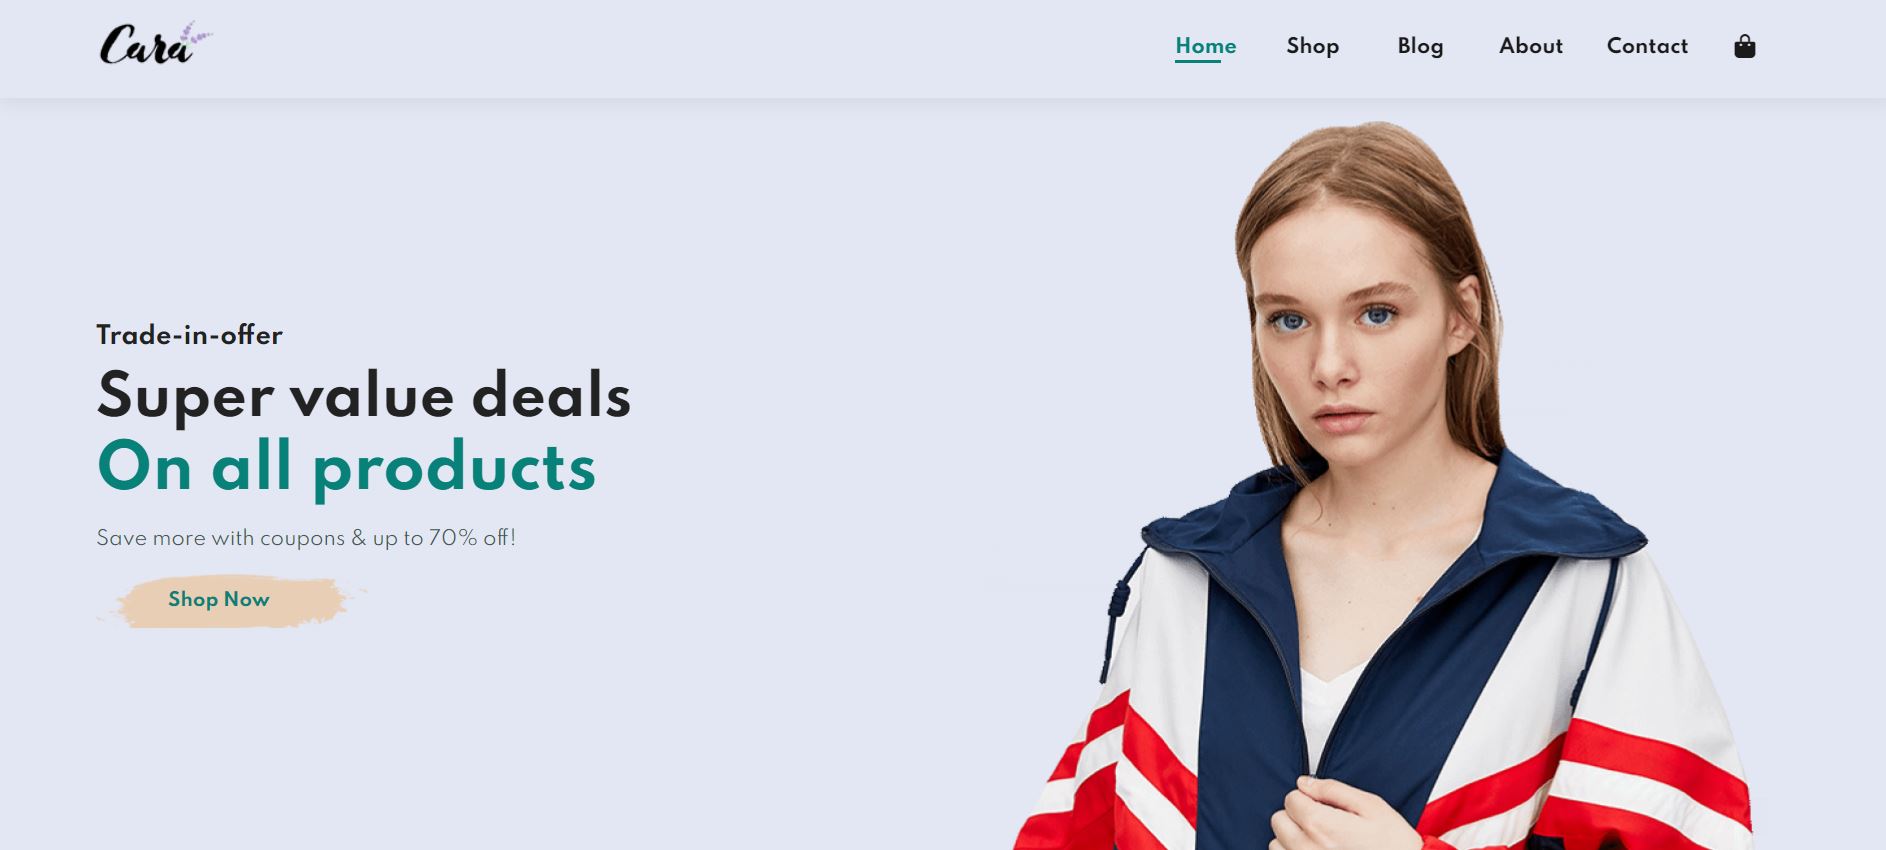 Cara
Home Shop Blog About Contact
Trade-in-offer
Super value deals
On all products
Save more with coupons & up to 70% off!
Shop Now